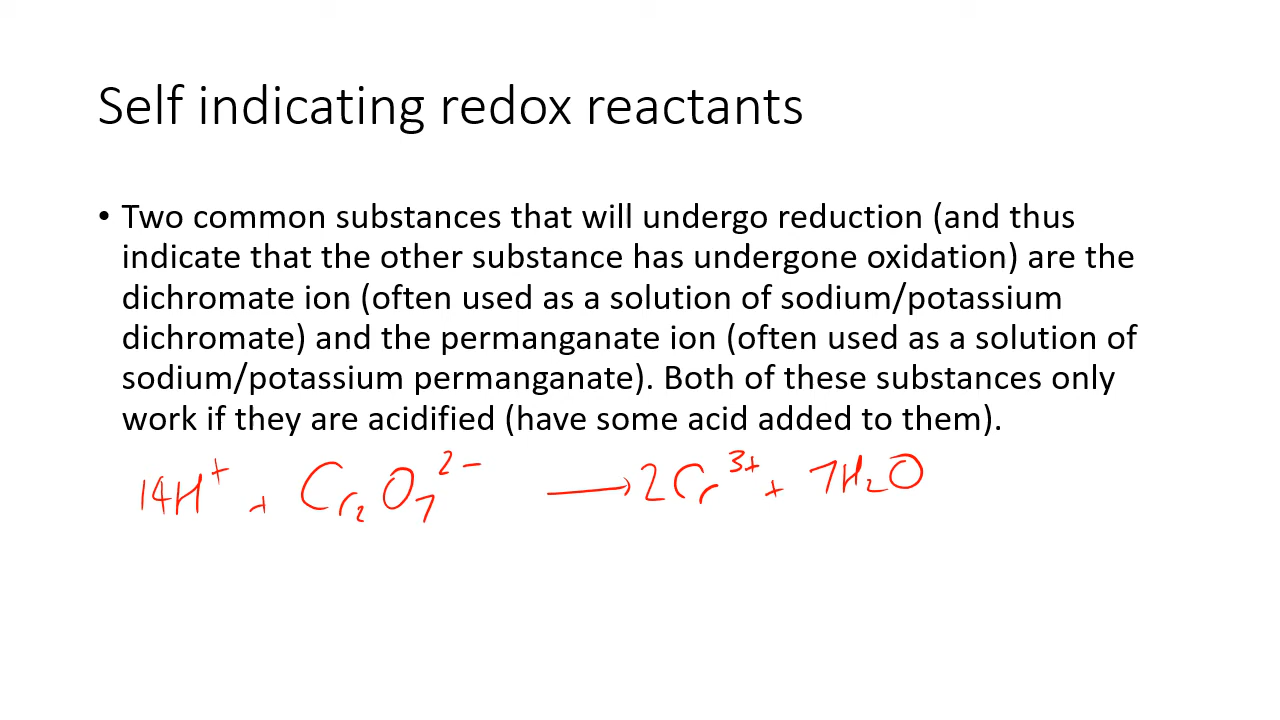 Self indicating redox reactants
• Two common substances that will undergo reduction (and thus
indicate that the other substance has undergone oxidation) are the
dichromate ion (often used as a solution of sodium/potassium
dichromate) and the permanganate ion (often used as a solution of
sodium/potassium permanganate). Both of these substances only
work if they are acidified (have some acid added to them).
14H⁺ + Cr₂O₇²⁻ → 2Cr³⁺ + 7H₂O